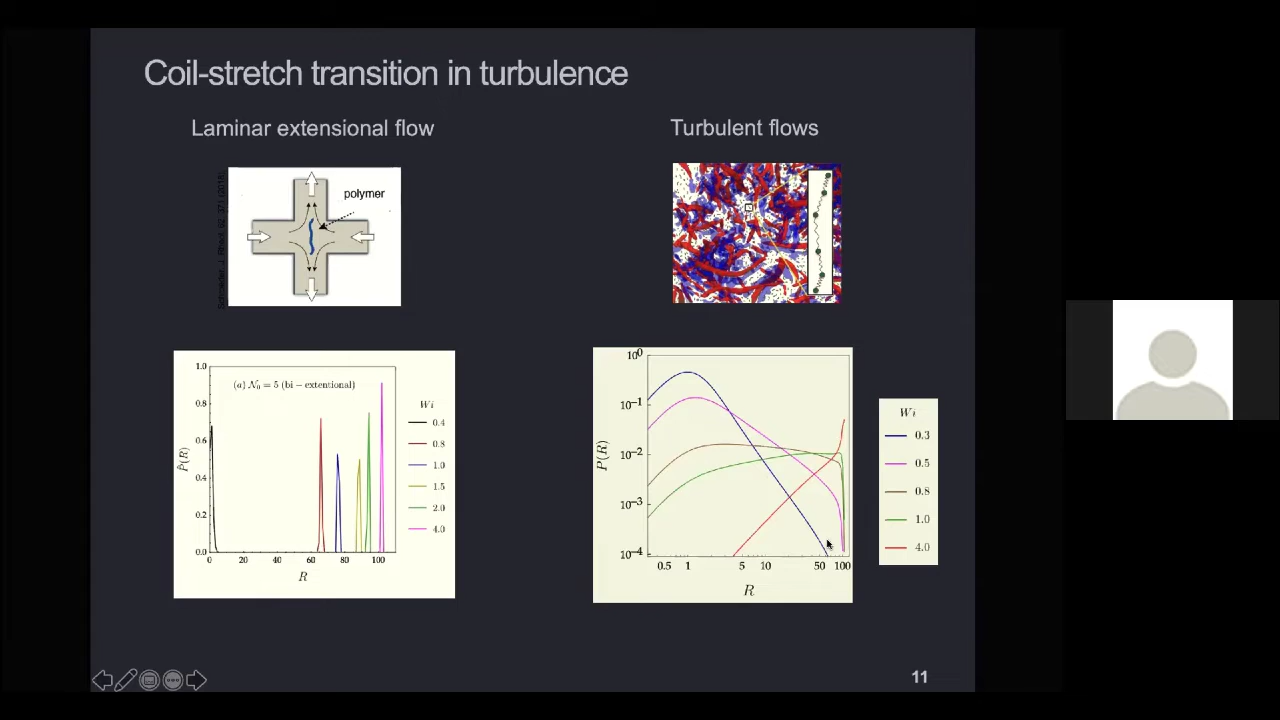 Coil-stretch transition in turbulence
Laminar extensional flow
polymer
1.0
0.8
0.6
0.4
0.2
0.0
P̂(R)
(a) N₀ = 5 (bi − extentional)
0 20 40 60 80 100
R
Wi
0.4
0.8
1.0
1.5
2.0
4.0
Turbulent flows
10⁰
10⁻¹
10⁻²
10⁻³
10⁻⁴
P(R)
0.5 1 5 10 50 100
R
Wi
0.3
0.5
0.8
1.0
4.0
11